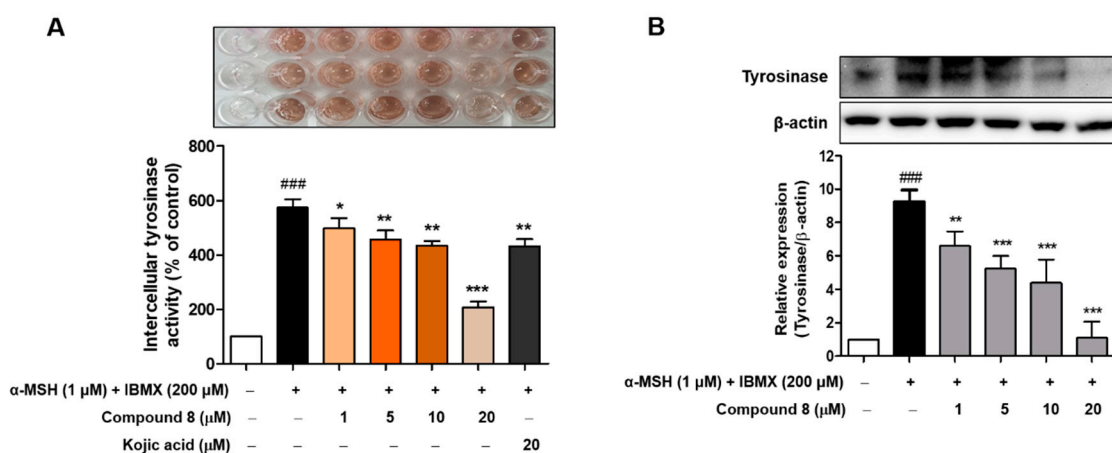 A
800
600
400
200
0
Intercellular tyrosinase
activity (% of control)
###
*
**
**
***
**
α-MSH (1 μM) + IBMX (200 μM) – + + + + + +
Compound 8 (μM) – – 1 5 10 20 –
Kojic acid (μM) – – – – – – 20
B
Tyrosinase
β-actin
12
10
8
6
4
2
0
Relative expression
(Tyrosinase/β-actin)
###
**
***
***
***
α-MSH (1 μM) + IBMX (200 μM) – + + + + +
Compound 8 (μM) – – 1 5 10 20